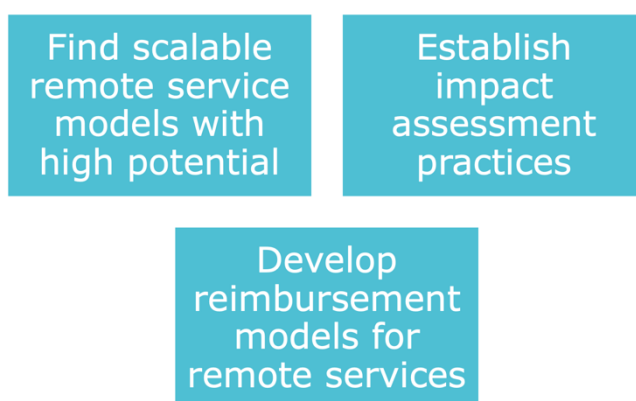 Find scalable
remote service
models with
high potential
Establish
impact
assessment
practices
Develop
reimbursement
models for
remote services